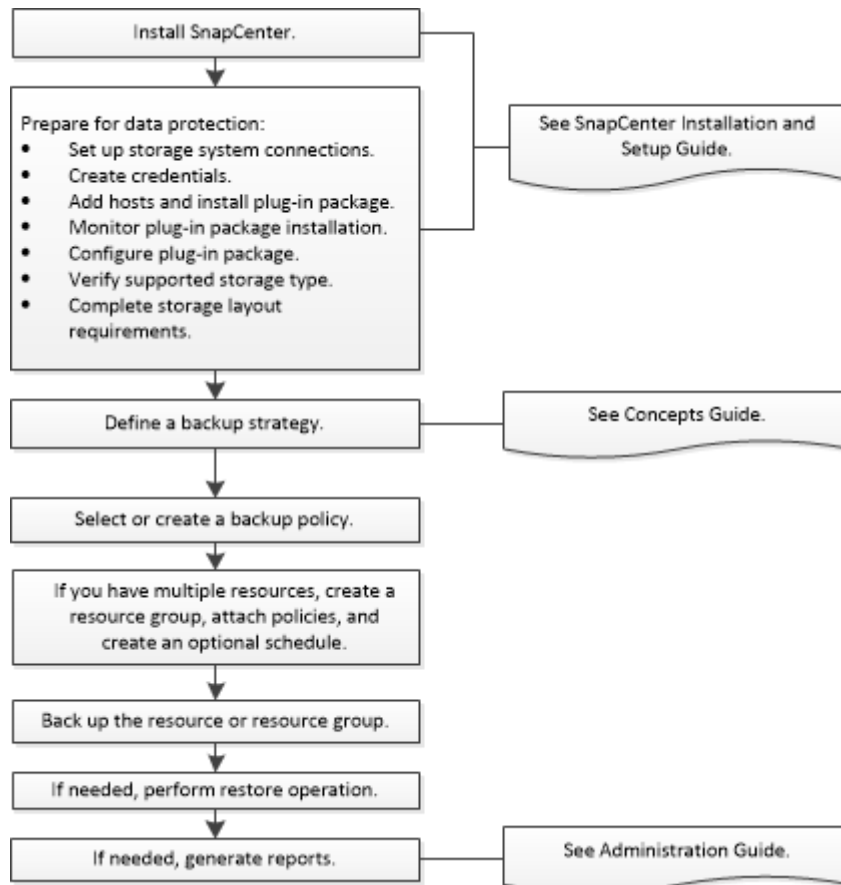 Install SnapCenter.
Prepare for data protection:
• Set up storage system connections.
• Create credentials.
• Add hosts and install plug-in package.
• Monitor plug-in package installation.
• Configure plug-in package.
• Verify supported storage type.
• Complete storage layout
requirements.
See SnapCenter Installation and
Setup Guide.
Define a backup strategy.
See Concepts Guide.
Select or create a backup policy.
If you have multiple resources, create a
resource group, attach policies, and
create an optional schedule.
Back up the resource or resource group.
If needed, perform restore operation.
If needed, generate reports.
See Administration Guide.